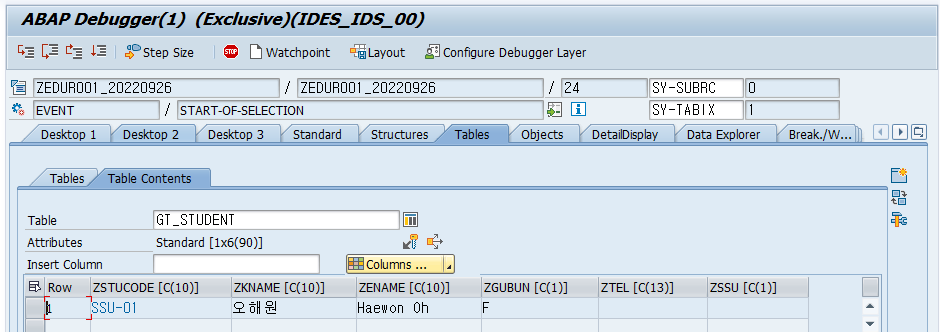 ABAP Debugger(1) (Exclusive)(IDES_IDS_00)
Step Size STOP Watchpoint Layout Configure Debugger Layer
ZEDUR001_20220926 / ZEDUR001_20220926 / 24 SY-SUBRC 0
EVENT / START-OF-SELECTION SY-TABIX 1
Desktop 1 Desktop 2 Desktop 3 Standard Structures Tables Objects DetailDisplay Data Explorer Break./W...
Tables Table Contents
Table GT_STUDENT
Attributes Standard [1x6(90)]
Insert Column Columns ...
Row ZSTUCODE [C(10)] ZKNAME [C(10)] ZENAME [C(10)] ZGUBUN [C(1)] ZTEL [C(13)] ZSSU [C(1)]
1 SSU-01 오해원 Haewon Oh F